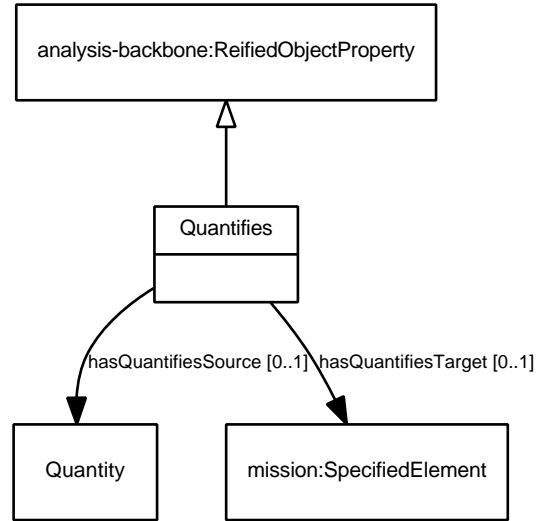 analysis-backbone:ReifiedObjectProperty
Quantifies
hasQuantifiesSource [0..1]
hasQuantifiesTarget [0..1]
Quantity
mission:SpecifiedElement